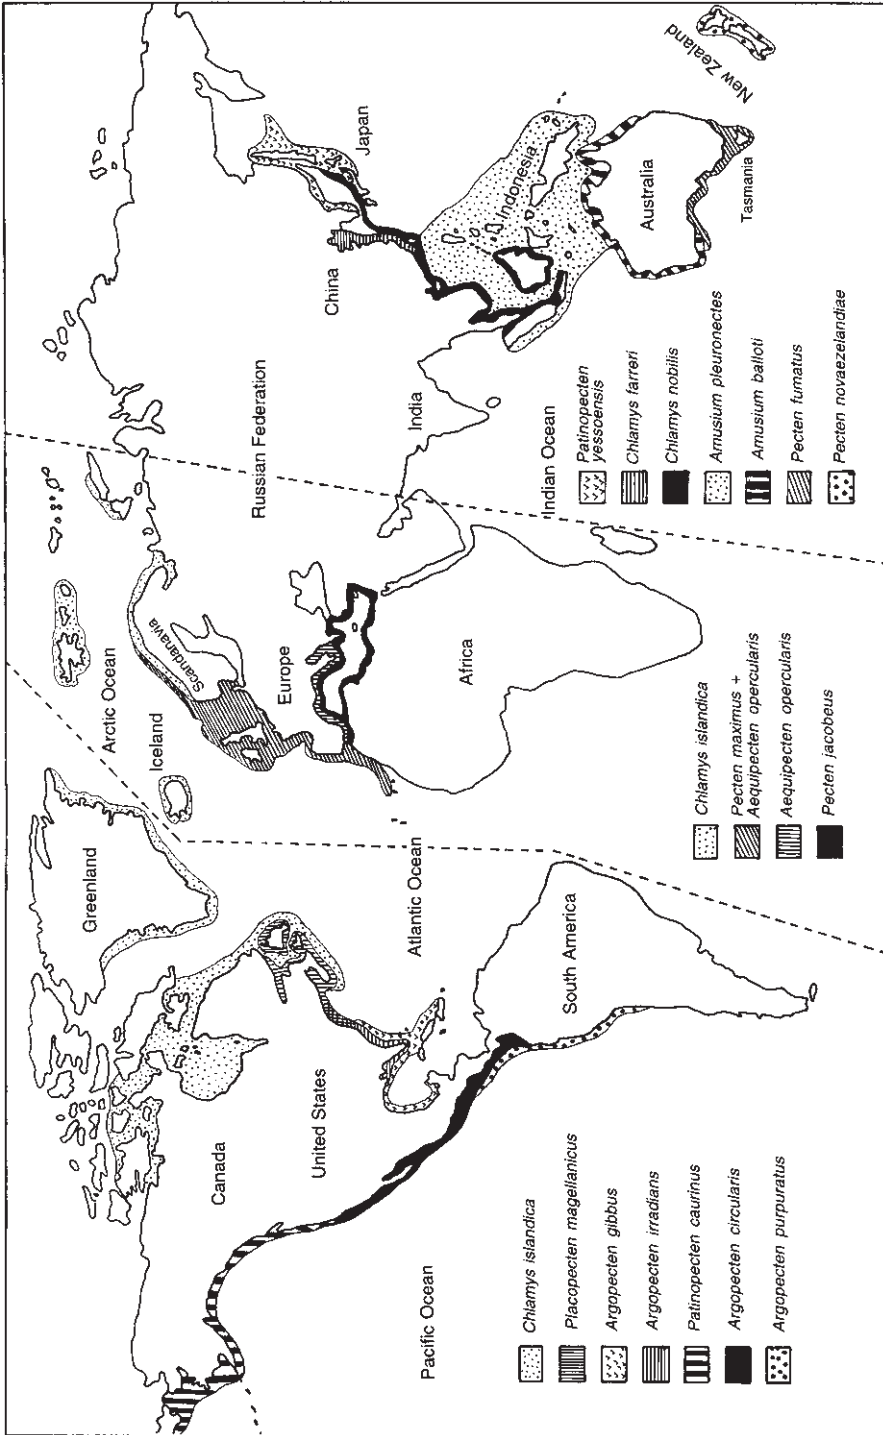 Greenland
Canada
United States
Atlantic Ocean
Pacific Ocean
South America
Chlamys islandica
Placopecten magellanicus
Argopecten gibbus
Argopecten irradians
Patinopecten caurinus
Argopecten circularis
Argopecten purpuratus
Arctic Ocean
Iceland
Scandanavia
Europe
Africa
Chlamys islandica
Pecten maximus +
Aequipecten opercularis
Aequipecten opercularis
Pecten jacobeus
Russian Federation
China
Japan
India
Indian Ocean
Indonesia
Australia
Tasmania
New Zealand
Patinopecten
yessoensis
Chlamys farreri
Chlamys nobilis
Amusium pleuronectes
Amusium balloti
Pecten fumatus
Pecten novaezelandiae